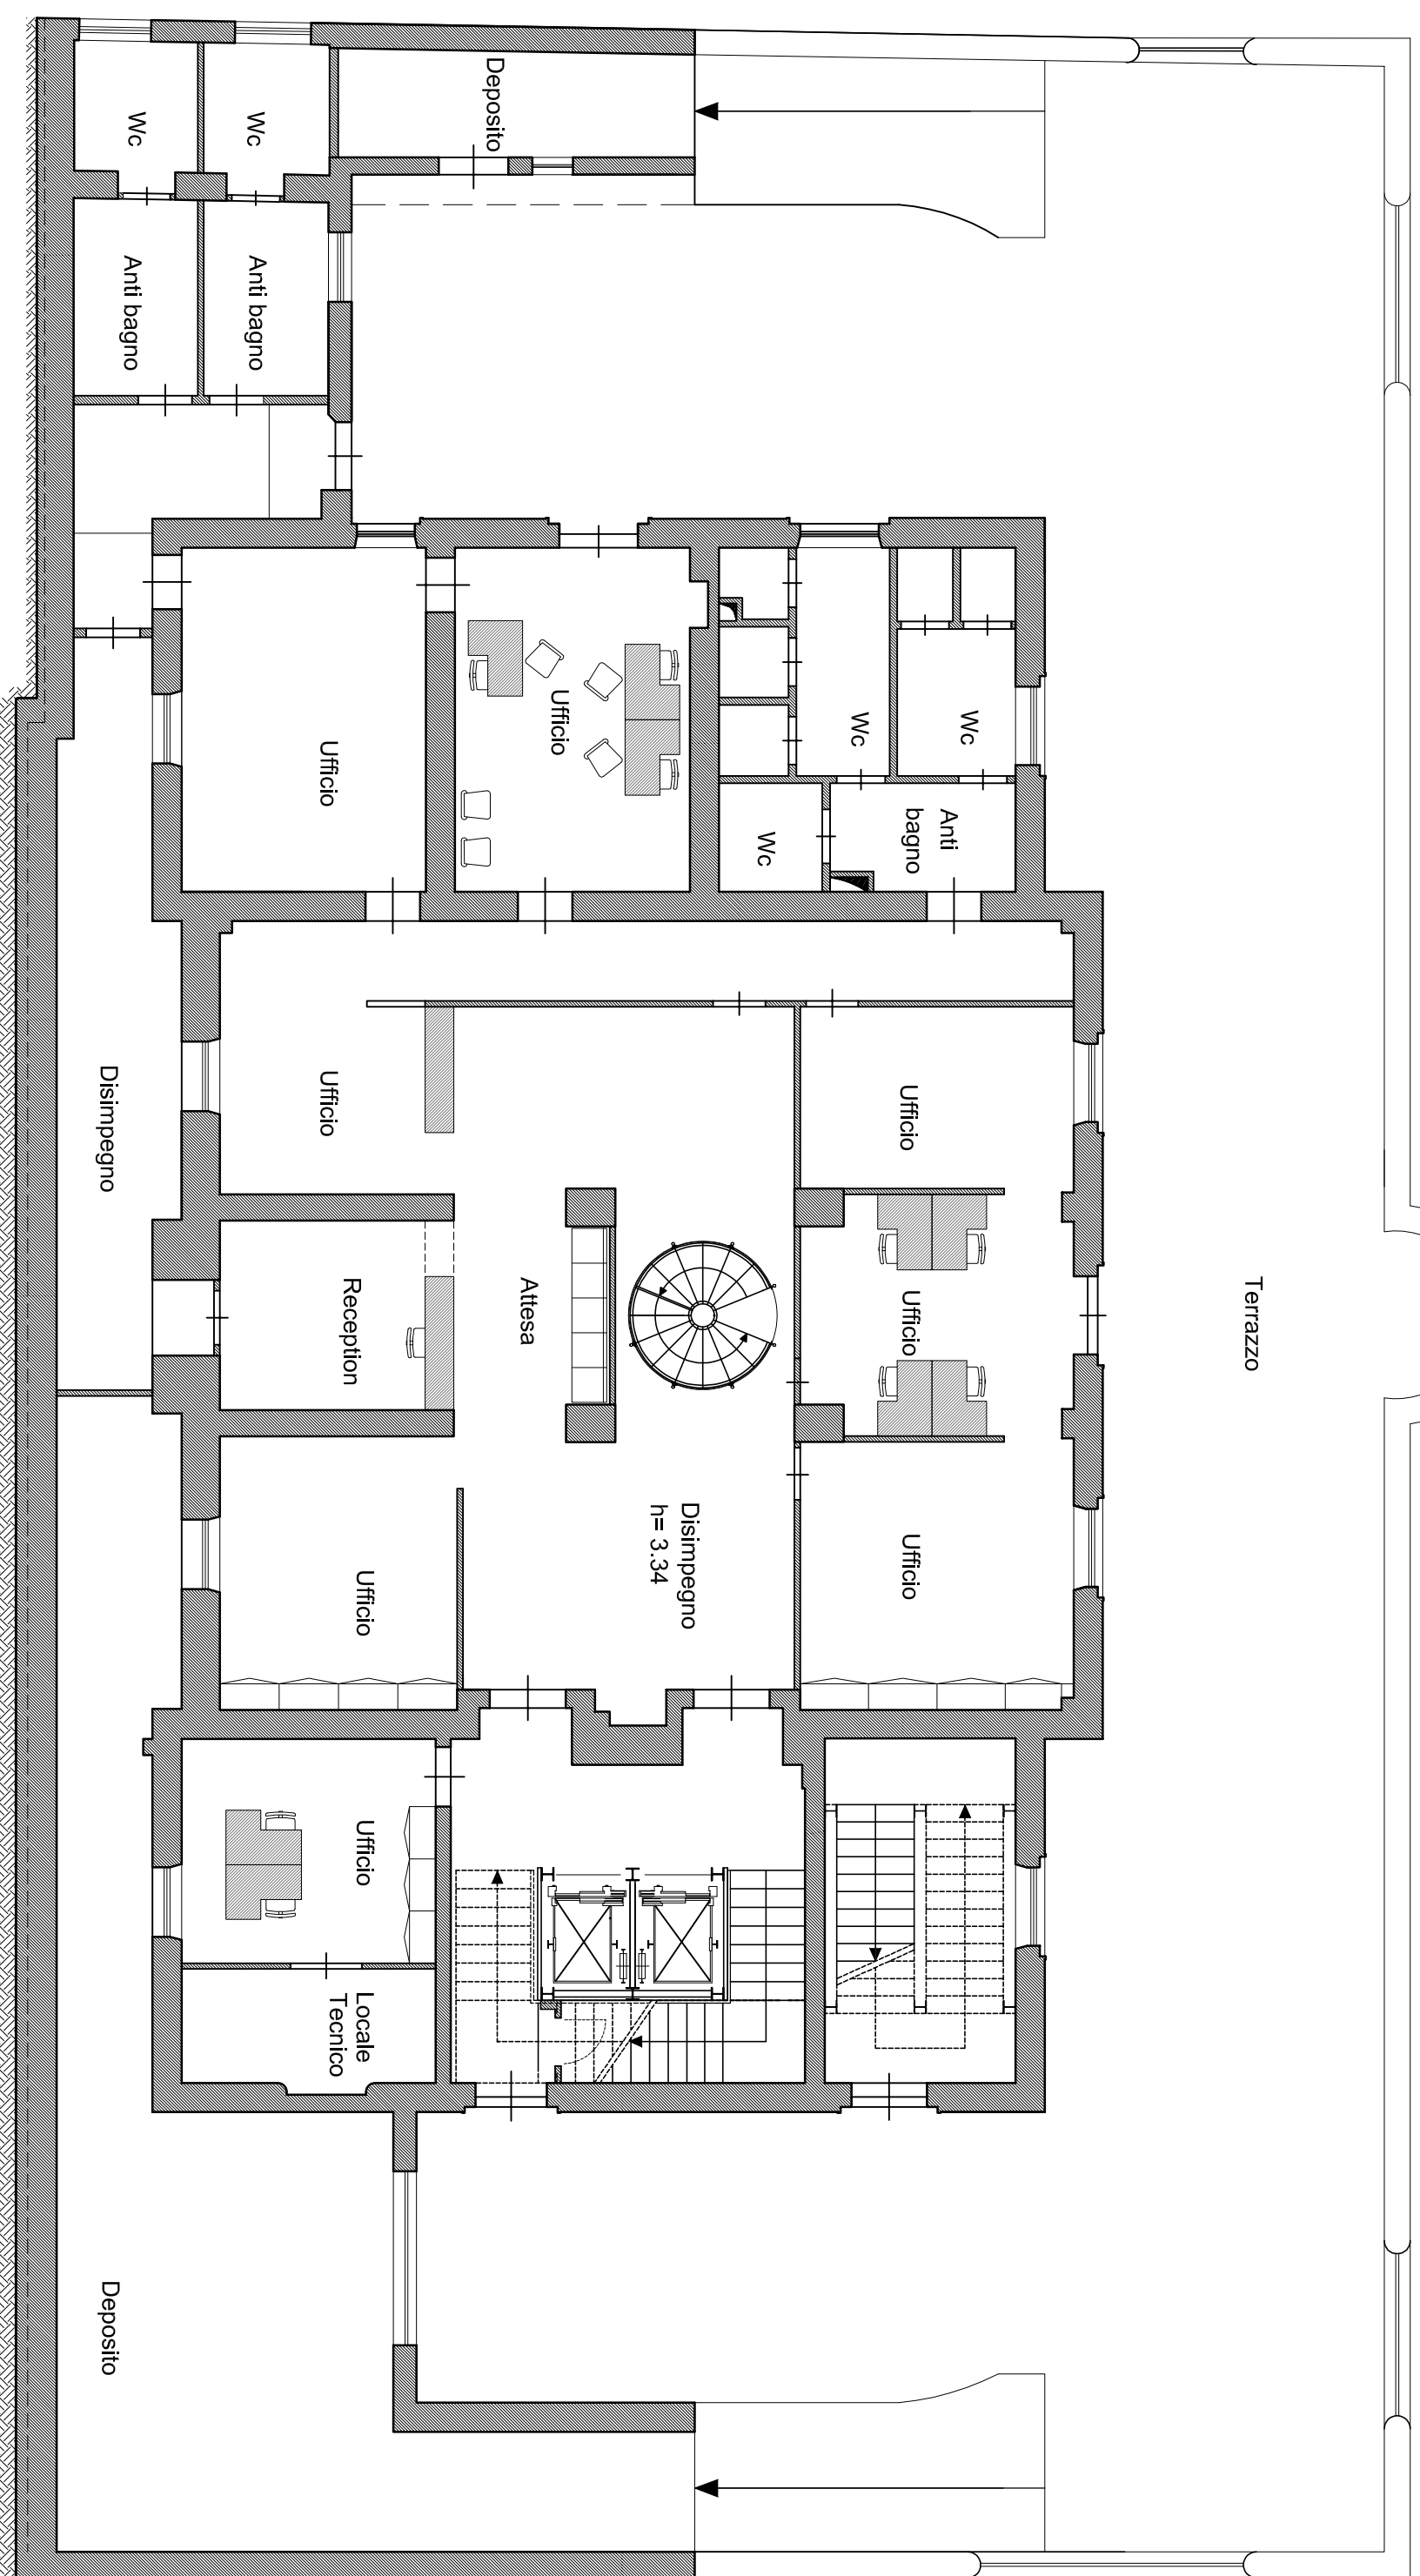 Deposito
Wc
Wc
Anti bagno
Anti bagno
Ufficio
Wc
Wc
Ufficio
Anti
bagno
Wc
Disimpegno
Ufficio
Ufficio
Terrazzo
Attesa
Reception
Ufficio
Disimpegno
h= 3.34
Ufficio
Ufficio
Ufficio
Locale
Tecnico
Deposito